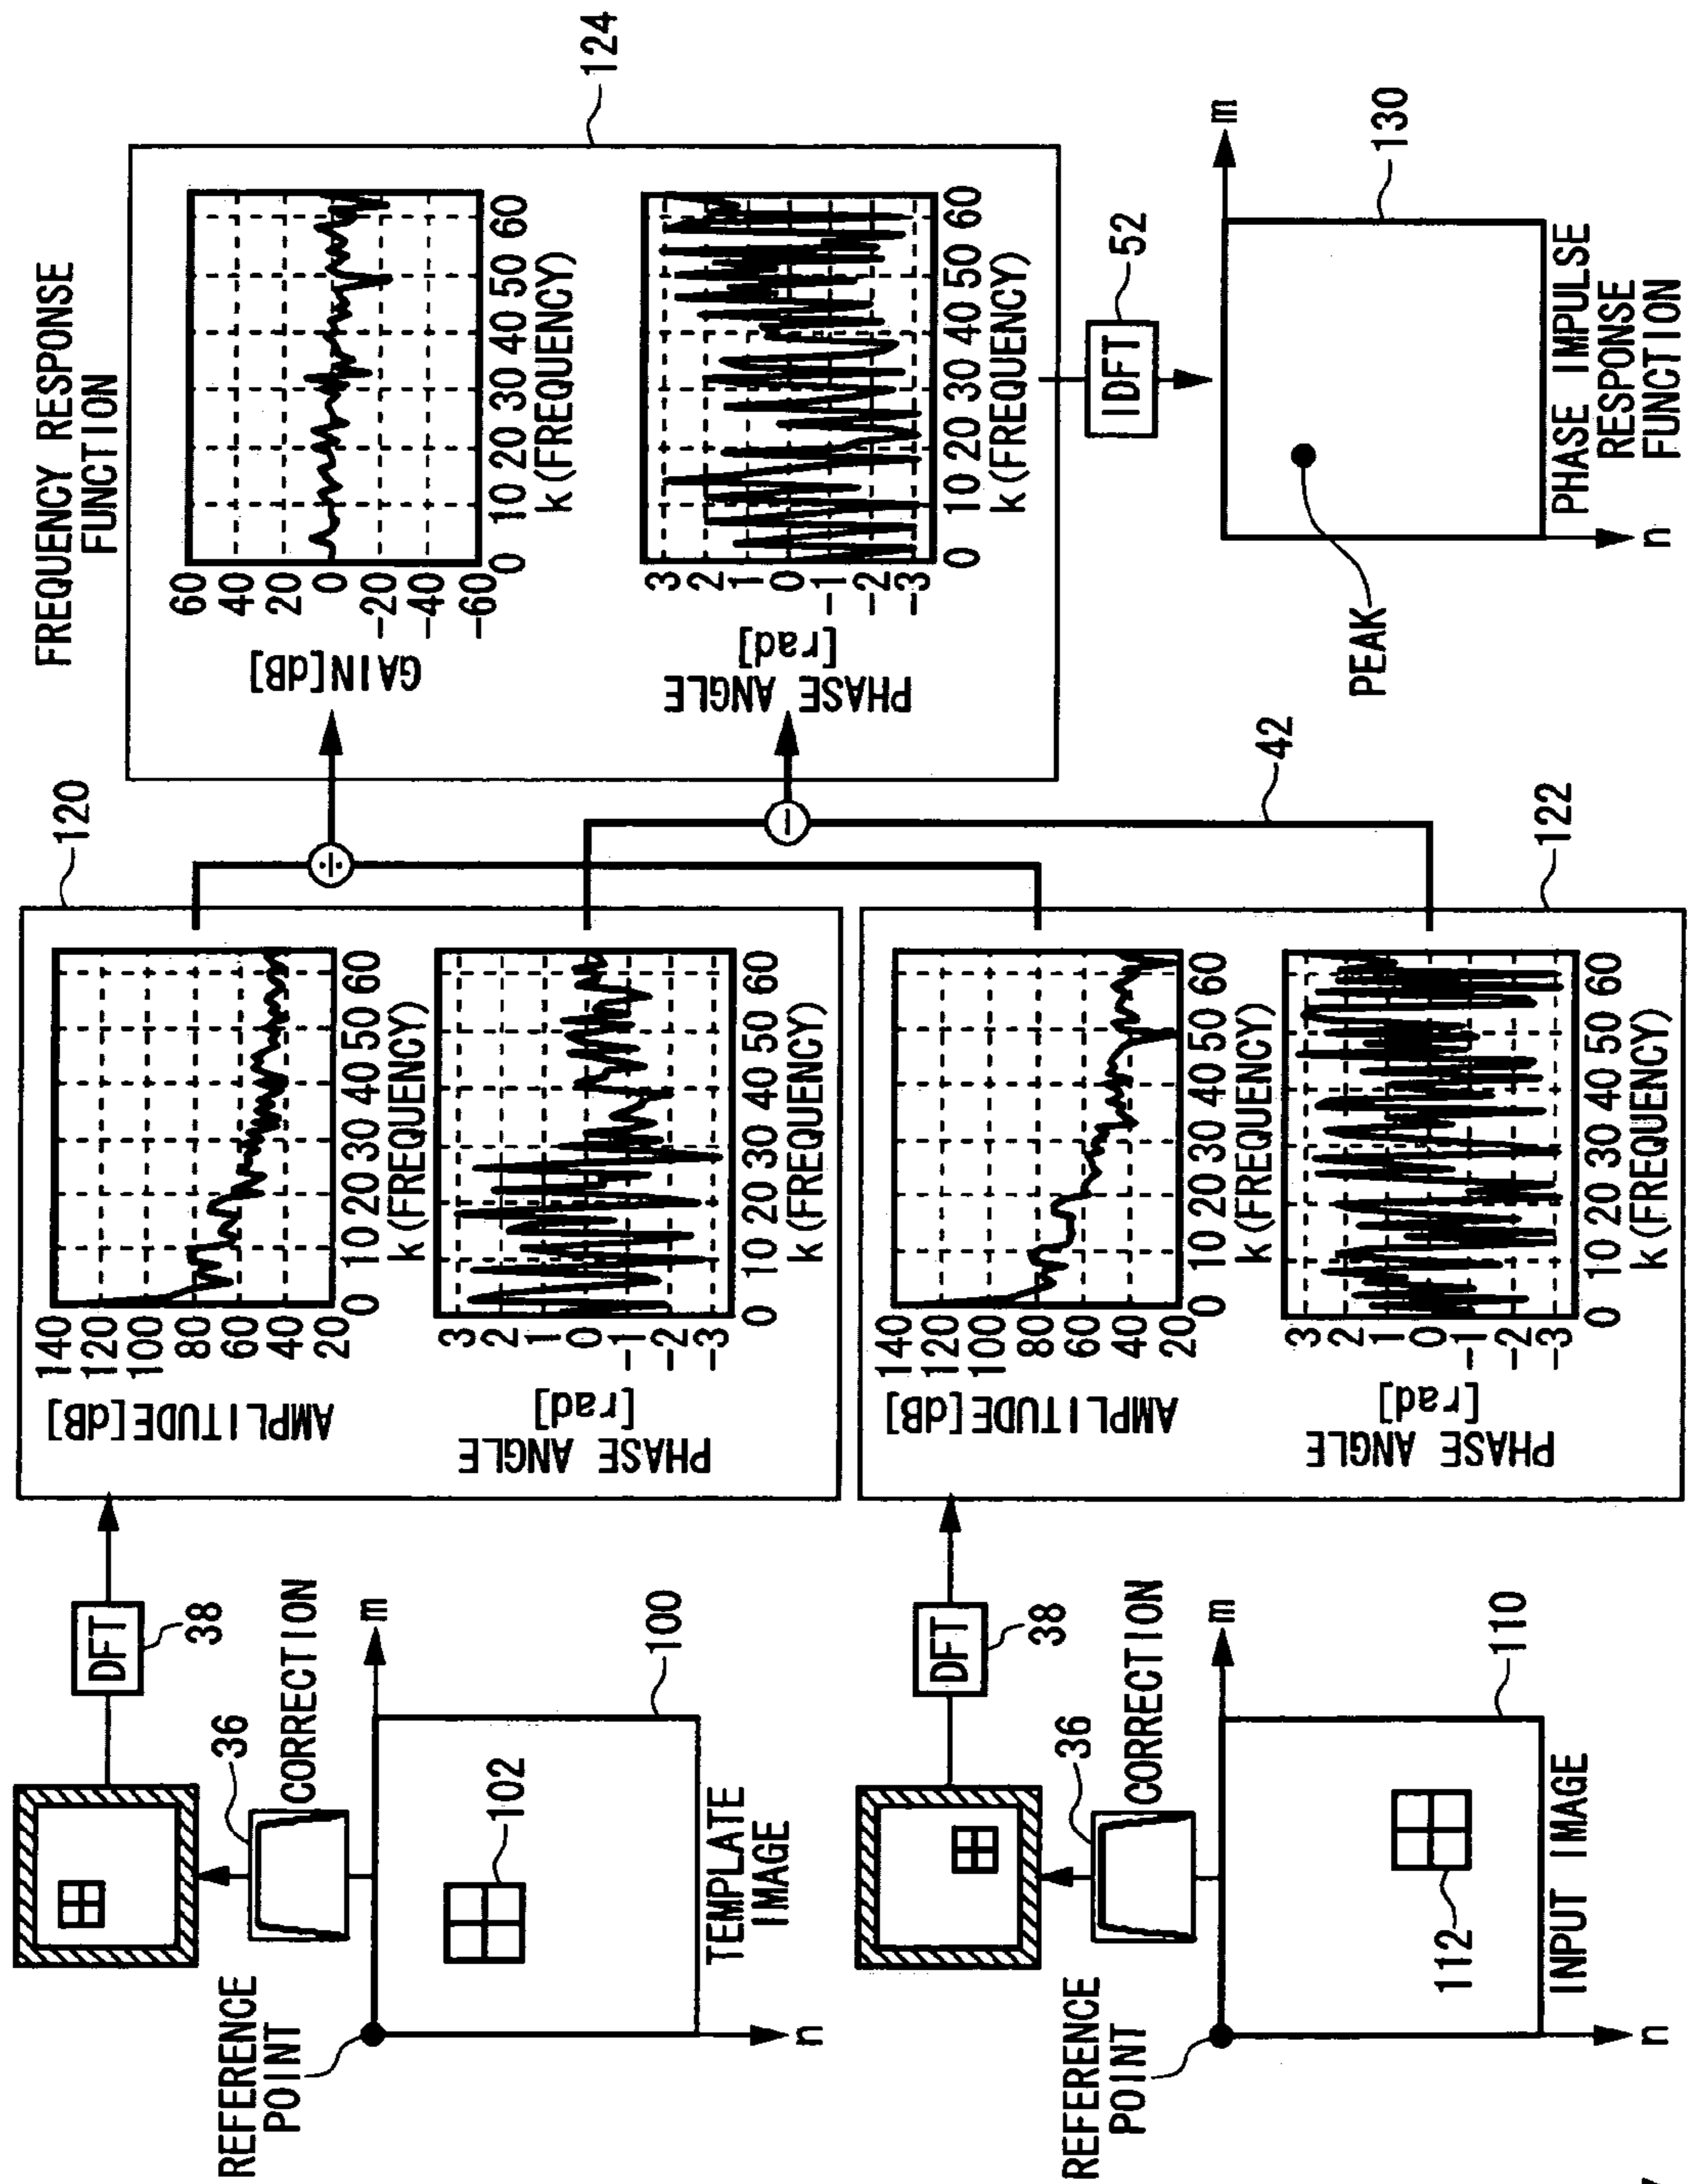 REFERENCE
POINT
36
CORRECTION
DFT
38
m
n
102
100
TEMPLATE
IMAGE
120
AMPLITUDE[dB]
140
120
100
80
60
40
20
0 10 20 30 40 50 60
k(FREQUENCY)
PHASE ANGLE
[rad]
3
2
1
0
-1
-2
-3
0 10 20 30 40 50 60
k(FREQUENCY)
FREQUENCY RESPONSE
FUNCTION
124
GAIN[dB]
60
40
20
0
-20
-40
-60
0 10 20 30 40 50 60
k(FREQUENCY)
PHASE ANGLE
[rad]
3
2
1
0
-1
-2
-3
0 10 20 30 40 50 60
k(FREQUENCY)
÷
−
42
REFERENCE
POINT
36
CORRECTION
DFT
38
m
n
112
110
INPUT IMAGE
122
AMPLITUDE[dB]
140
120
100
80
60
40
20
0 10 20 30 40 50 60
k(FREQUENCY)
PHASE ANGLE
[rad]
3
2
1
0
-1
-2
-3
0 10 20 30 40 50 60
k(FREQUENCY)
IDFT
52
m
n
PEAK
130
PHASE IMPULSE
RESPONSE
FUNCTION